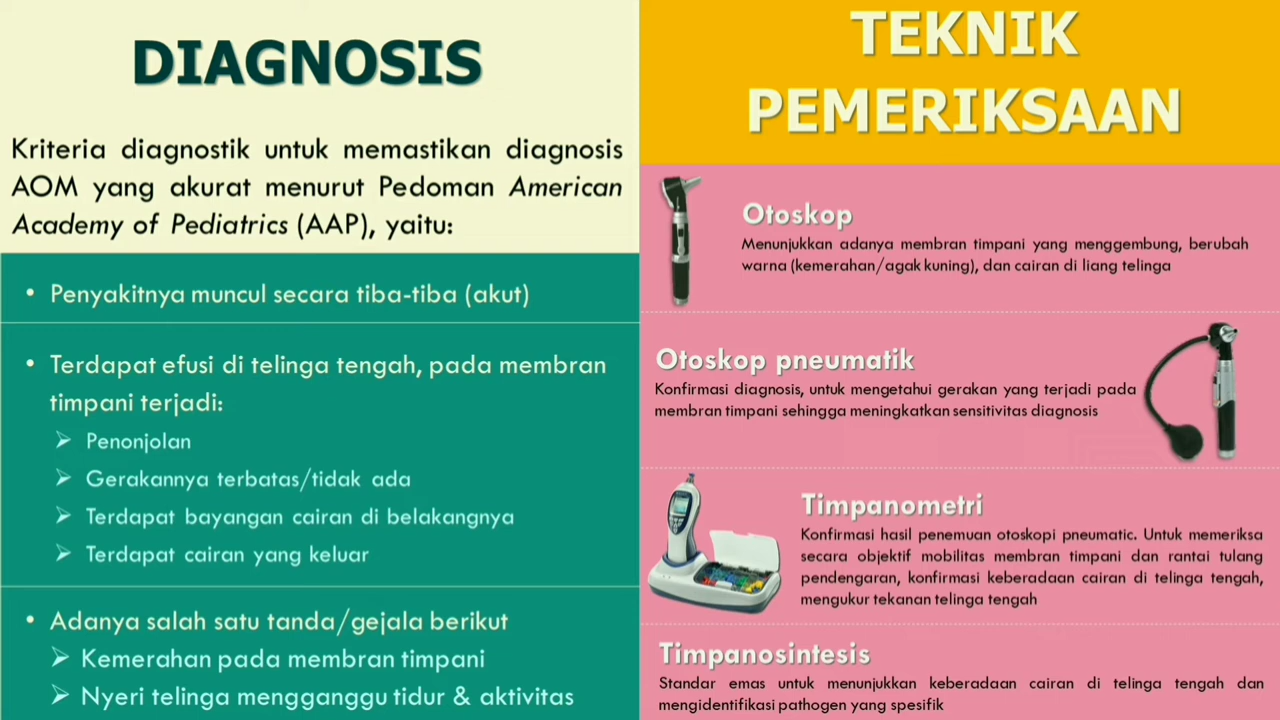 DIAGNOSIS
Kriteria diagnostik untuk memastikan diagnosis
AOM yang akurat menurut Pedoman American
Academy of Pediatrics (AAP), yaitu:
• Penyakitnya muncul secara tiba-tiba (akut)
• Terdapat efusi di telinga tengah, pada membran
timpani terjadi:
➢ Penonjolan
➢ Gerakannya terbatas/tidak ada
➢ Terdapat bayangan cairan di belakangnya
➢ Terdapat cairan yang keluar
• Adanya salah satu tanda/gejala berikut
➢ Kemerahan pada membran timpani
➢ Nyeri telinga mengganggu tidur & aktivitas
TEKNIK
PEMERIKSAAN
Otoskop
Menunjukkan adanya membran timpani yang menggembung, berubah
warna (kemerahan/agak kuning), dan cairan di liang telinga
Otoskop pneumatik
Konfirmasi diagnosis, untuk mengetahui gerakan yang terjadi pada
membran timpani sehingga meningkatkan sensitivitas diagnosis
Timpanometri
Konfirmasi hasil penemuan otoskopi pneumatic. Untuk memeriksa
secara objektif mobilitas membran timpani dan rantai tulang
pendengaran, konfirmasi keberadaan cairan di telinga tengah,
mengukur tekanan telinga tengah
Timpanosintesis
Standar emas untuk menunjukkan keberadaan cairan di telinga tengah dan
mengidentifikasi pathogen yang spesifik